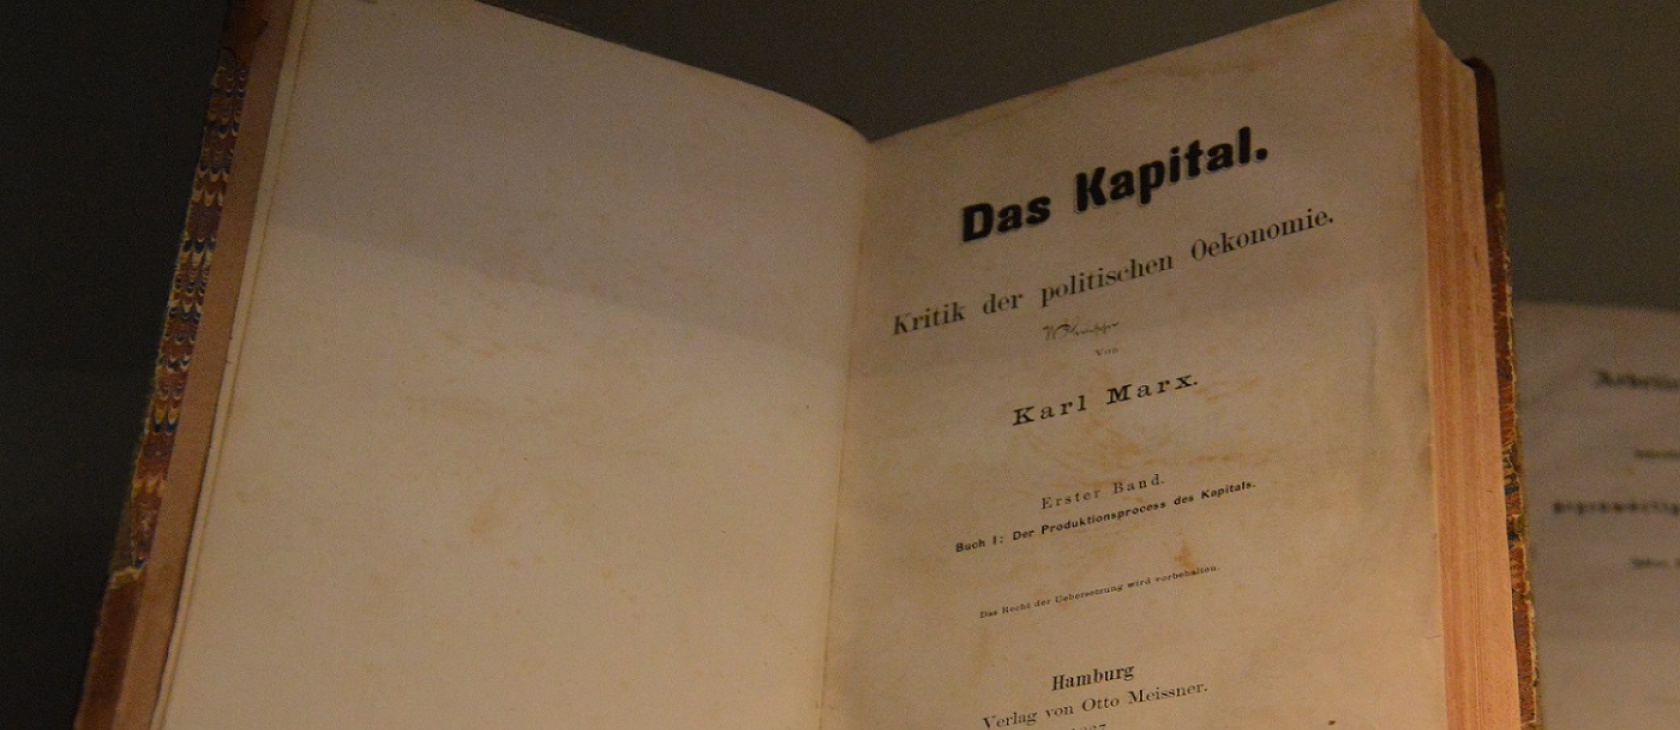 Das Kapital.
Kritik der politischen Oekonomie.
Von
Karl Marx.
Erster Band.
Buch I: Der Produktionsprocess des Kapitals.
Das Recht der Uebersetzung wird vorbehalten.
Hamburg
Verlag von Otto Meissner.